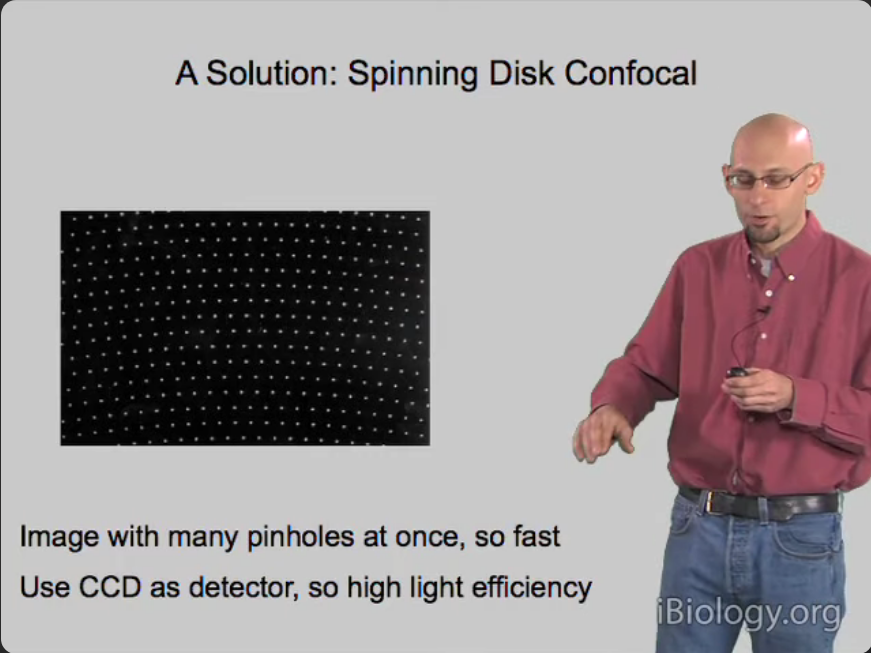 A Solution: Spinning Disk Confocal
Image with many pinholes at once, so fast
Use CCD as detector, so high light efficiency
iBiology.org